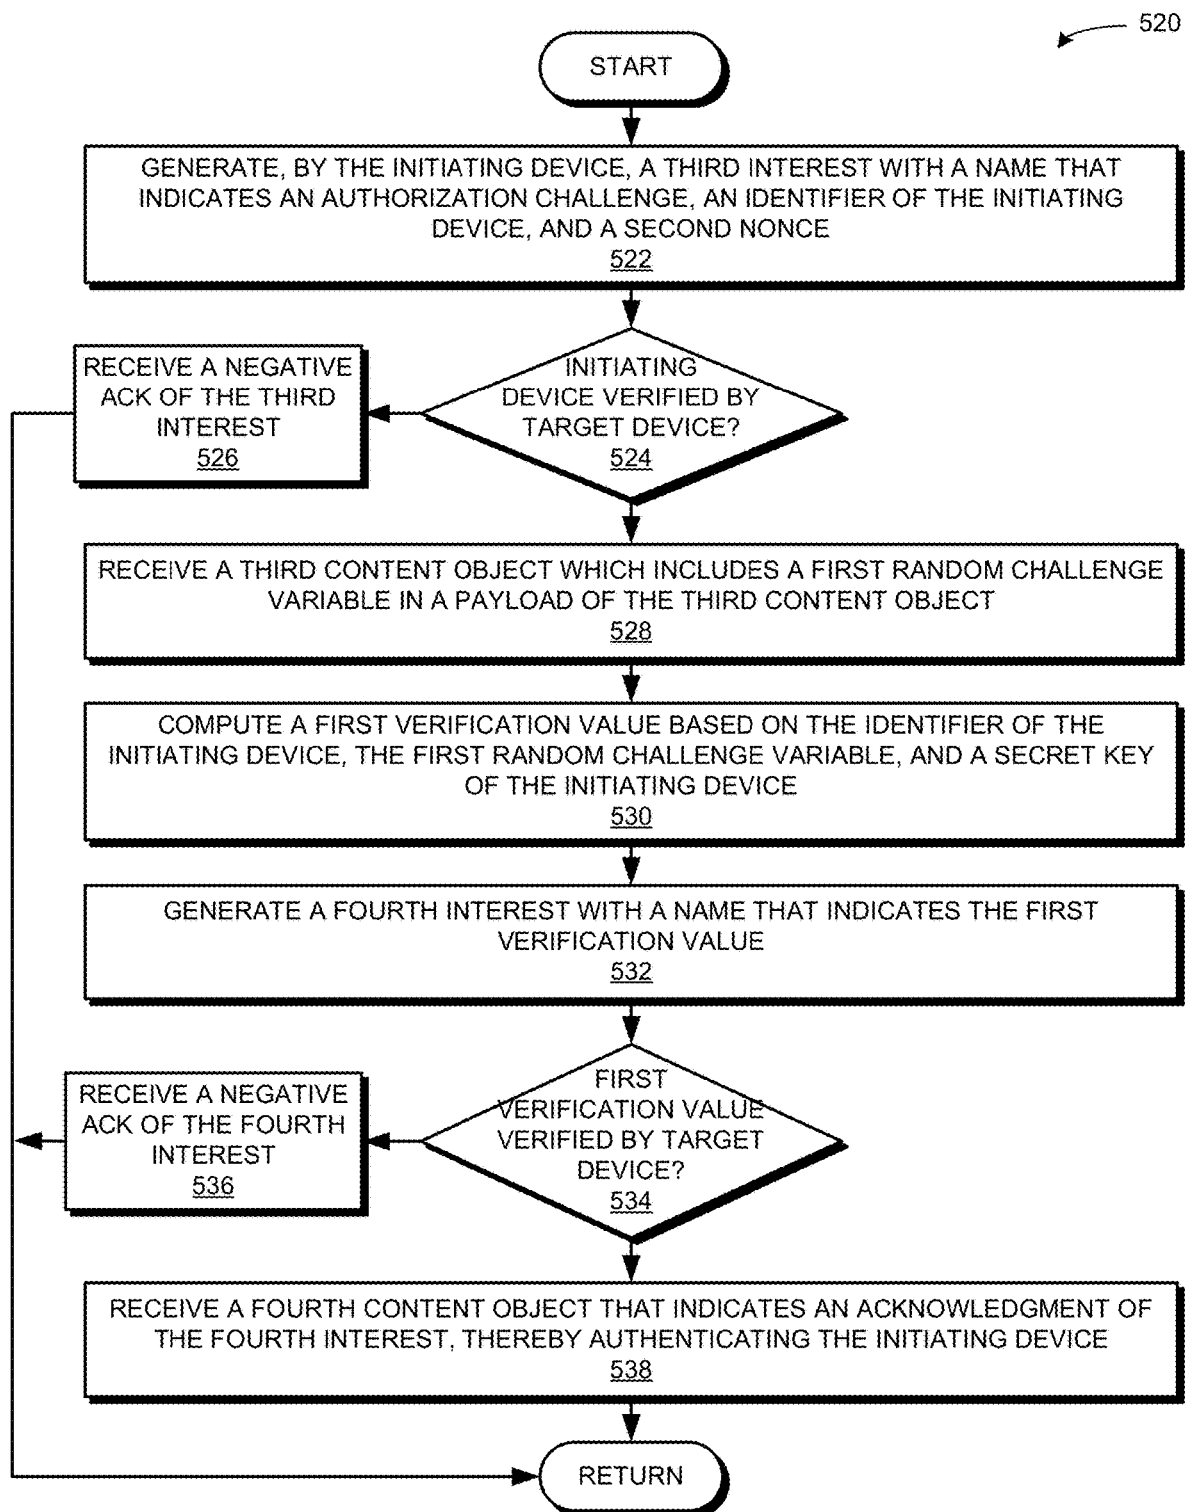 520
START
GENERATE, BY THE INITIATING DEVICE, A THIRD INTEREST WITH A NAME THAT
INDICATES AN AUTHORIZATION CHALLENGE, AN IDENTIFIER OF THE INITIATING
DEVICE, AND A SECOND NONCE
522
INITIATING
DEVICE VERIFIED BY
TARGET DEVICE?
524
RECEIVE A NEGATIVE
ACK OF THE THIRD
INTEREST
526
RECEIVE A THIRD CONTENT OBJECT WHICH INCLUDES A FIRST RANDOM CHALLENGE
VARIABLE IN A PAYLOAD OF THE THIRD CONTENT OBJECT
528
COMPUTE A FIRST VERIFICATION VALUE BASED ON THE IDENTIFIER OF THE
INITIATING DEVICE, THE FIRST RANDOM CHALLENGE VARIABLE, AND A SECRET KEY
OF THE INITIATING DEVICE
530
GENERATE A FOURTH INTEREST WITH A NAME THAT INDICATES THE FIRST
VERIFICATION VALUE
532
FIRST
VERIFICATION VALUE
VERIFIED BY TARGET
DEVICE?
534
RECEIVE A NEGATIVE
ACK OF THE FOURTH
INTEREST
536
RECEIVE A FOURTH CONTENT OBJECT THAT INDICATES AN ACKNOWLEDGMENT OF
THE FOURTH INTEREST, THEREBY AUTHENTICATING THE INITIATING DEVICE
538
RETURN